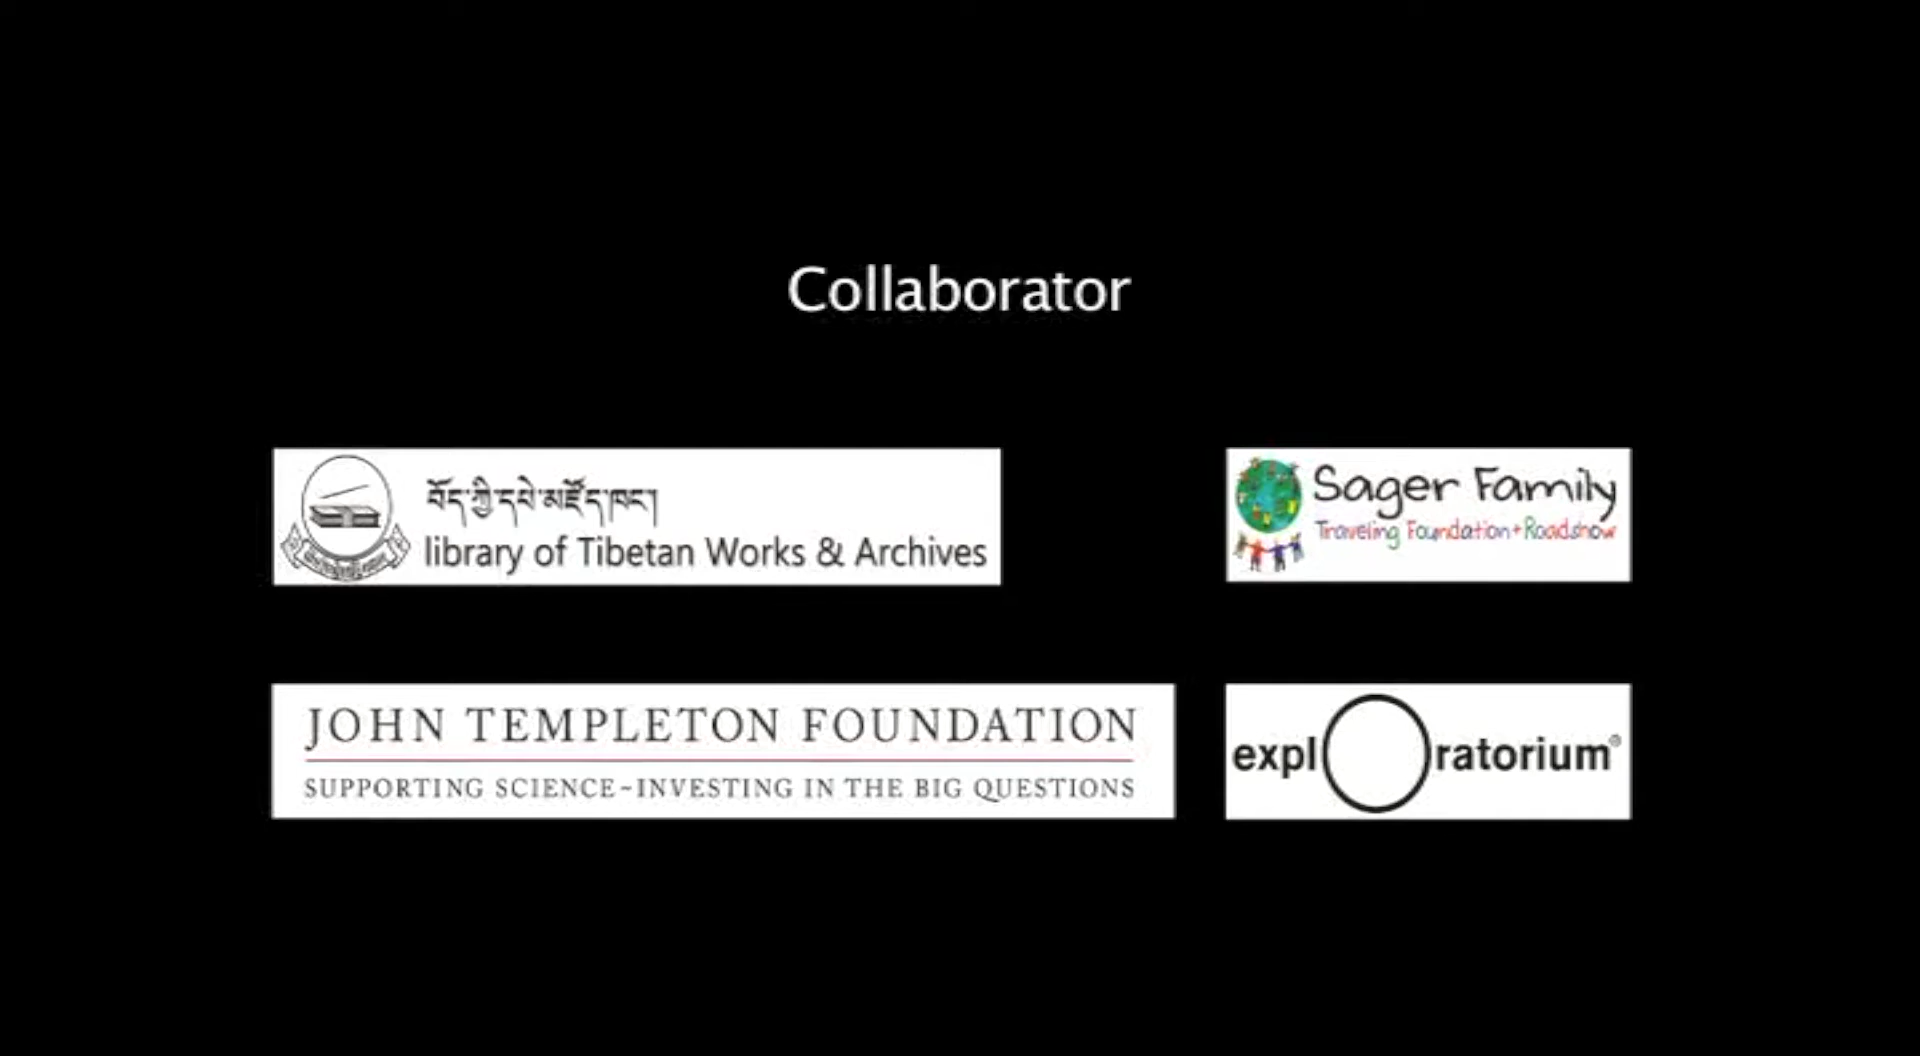 Collaborator
བོད་ཀྱི་དཔེ་མཛོད་ཁང་།
library of Tibetan Works & Archives
Sager Family
Traveling Foundation+Roadshow
JOHN TEMPLETON FOUNDATION
SUPPORTING SCIENCE~INVESTING IN THE BIG QUESTIONS
explOratorium®